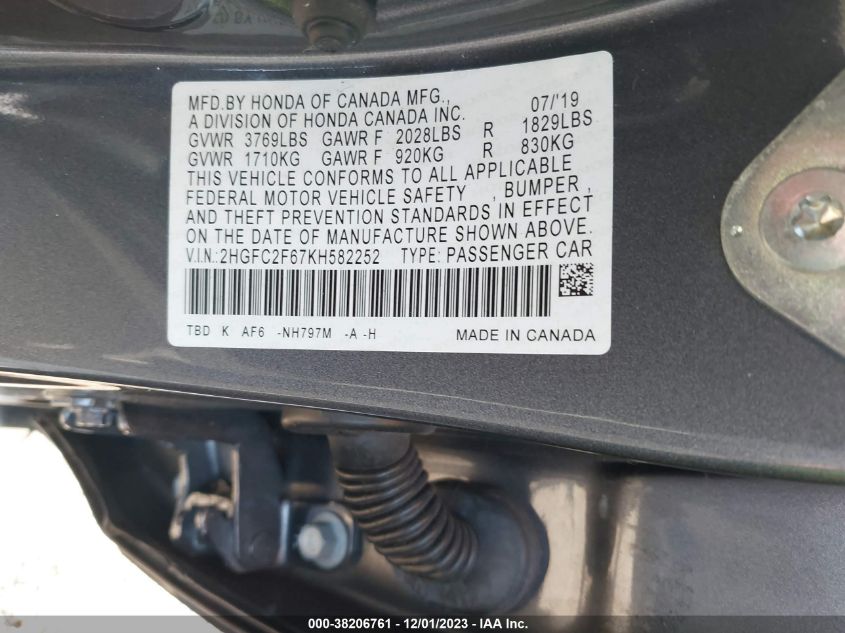 MFD.BY HONDA OF CANADA MFG., 07/'19
A DIVISION OF HONDA CANADA INC.
GVWR 3769LBS GAWR F 2028LBS R 1829LBS
GVWR 1710KG GAWR F 920KG R 830KG
THIS VEHICLE CONFORMS TO ALL APPLICABLE
FEDERAL MOTOR VEHICLE SAFETY , BUMPER ,
AND THEFT PREVENTION STANDARDS IN EFFECT
ON THE DATE OF MANUFACTURE SHOWN ABOVE.
V.I.N.:2HGFC2F67KH582252 TYPE: PASSENGER CAR
TBD K AF6 -NH797M -A -H MADE IN CANADA
000-38206761 - 12/01/2023 - IAA Inc.